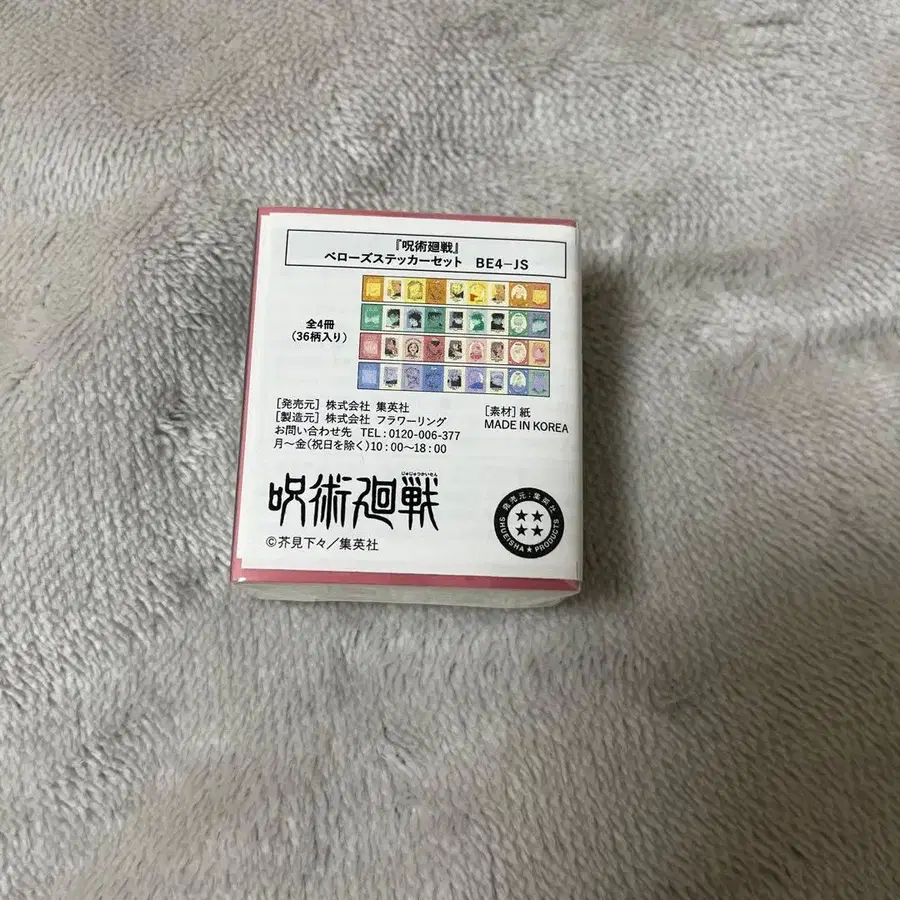 『呪術廻戦』
ベローズステッカーセット BE4-JS
全4冊
(36柄入り)
[発売元] 株式会社 集英社
[製造元] 株式会社 フラワーリング
お問い合わせ先 TEL:0120-006-377
月〜金(祝日を除く)10:00〜18:00
[素材] 紙
MADE IN KOREA
じゅじゅつかいせん
呪術廻戦
©芥見下々/集英社
発売元:集英社
SHUEISHA★PRODUCTS